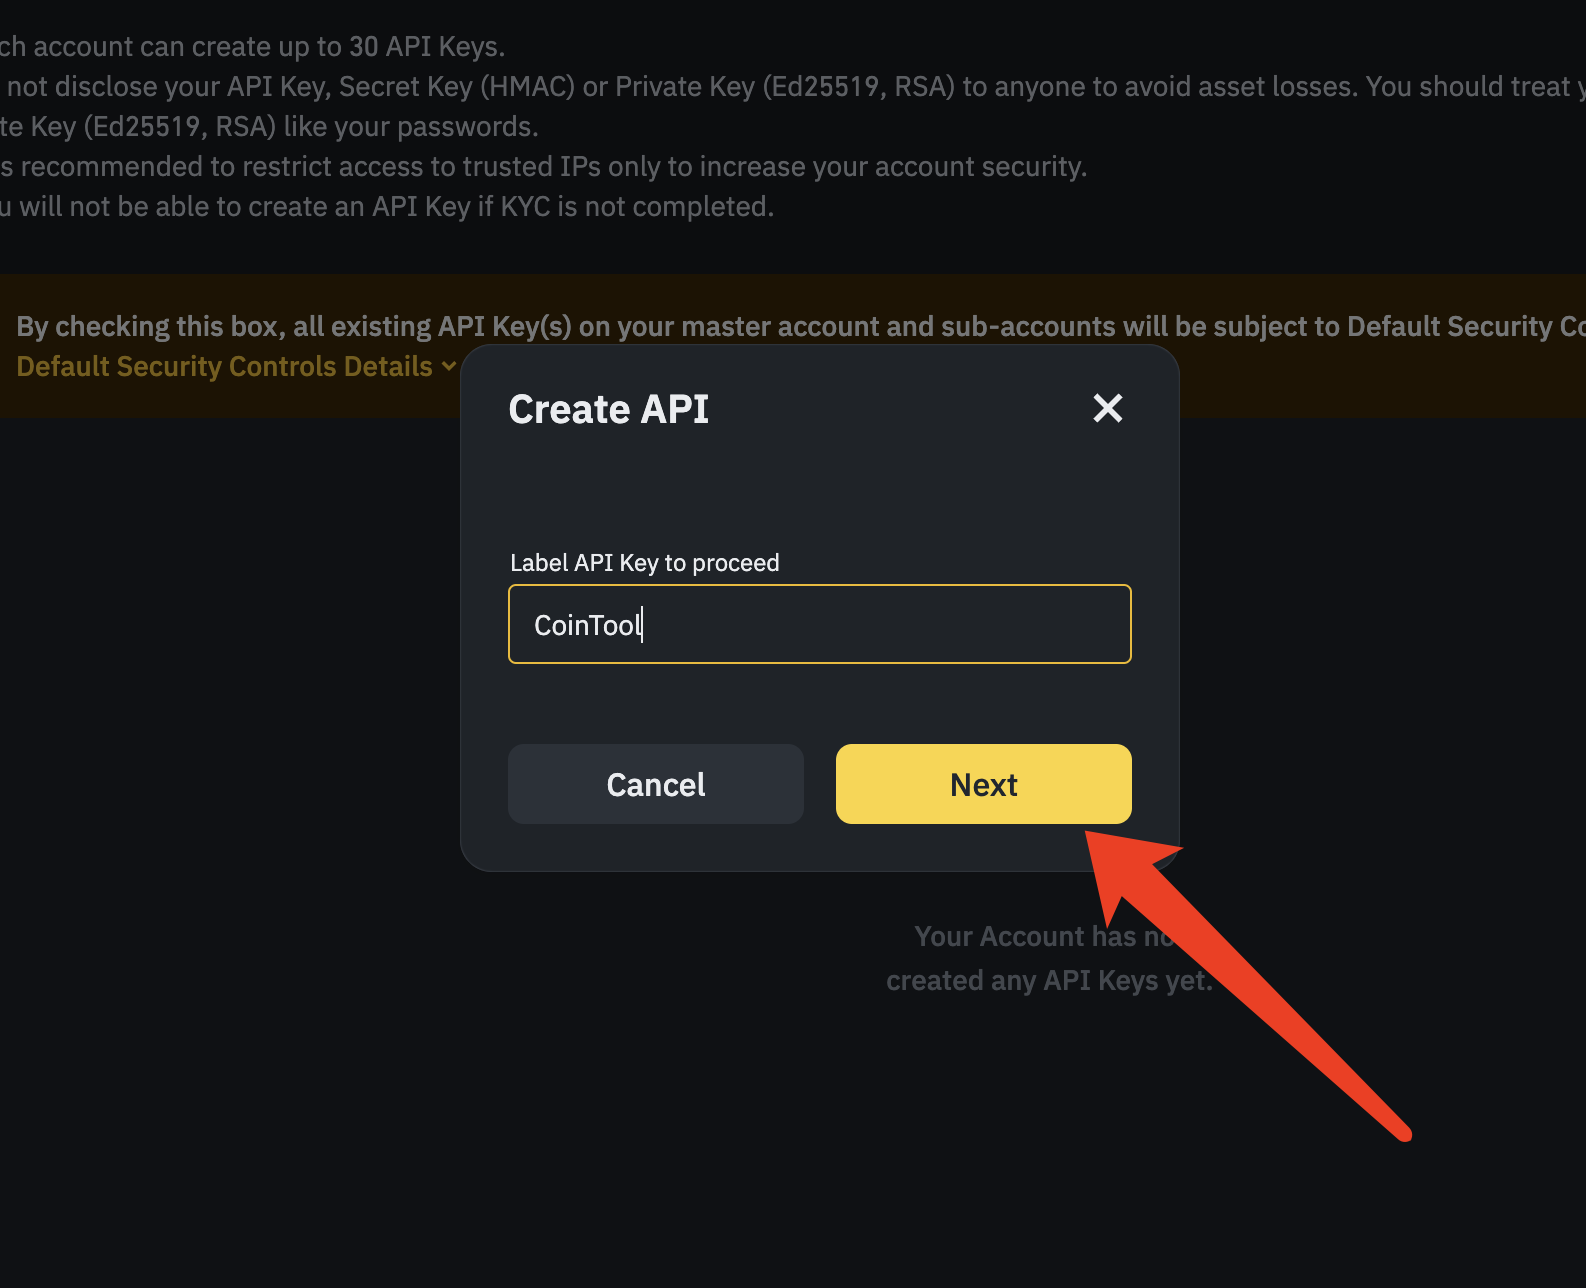 ch account can create up to 30 API Keys.
not disclose your API Key, Secret Key (HMAC) or Private Key (Ed25519, RSA) to anyone to avoid asset losses. You should treat y
te Key (Ed25519, RSA) like your passwords.
s recommended to restrict access to trusted IPs only to increase your account security.
u will not be able to create an API Key if KYC is not completed.
By checking this box, all existing API Key(s) on your master account and sub-accounts will be subject to Default Security Co
Default Security Controls Details
Create API
Label API Key to proceed
CoinTool
Cancel
Next
Your Account has no
created any API Keys yet.